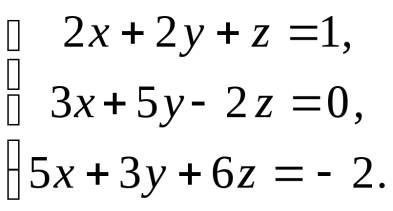 2x + 2y + z = 1,
3x + 5y - 2z = 0,
5x + 3y + 6z = - 2.